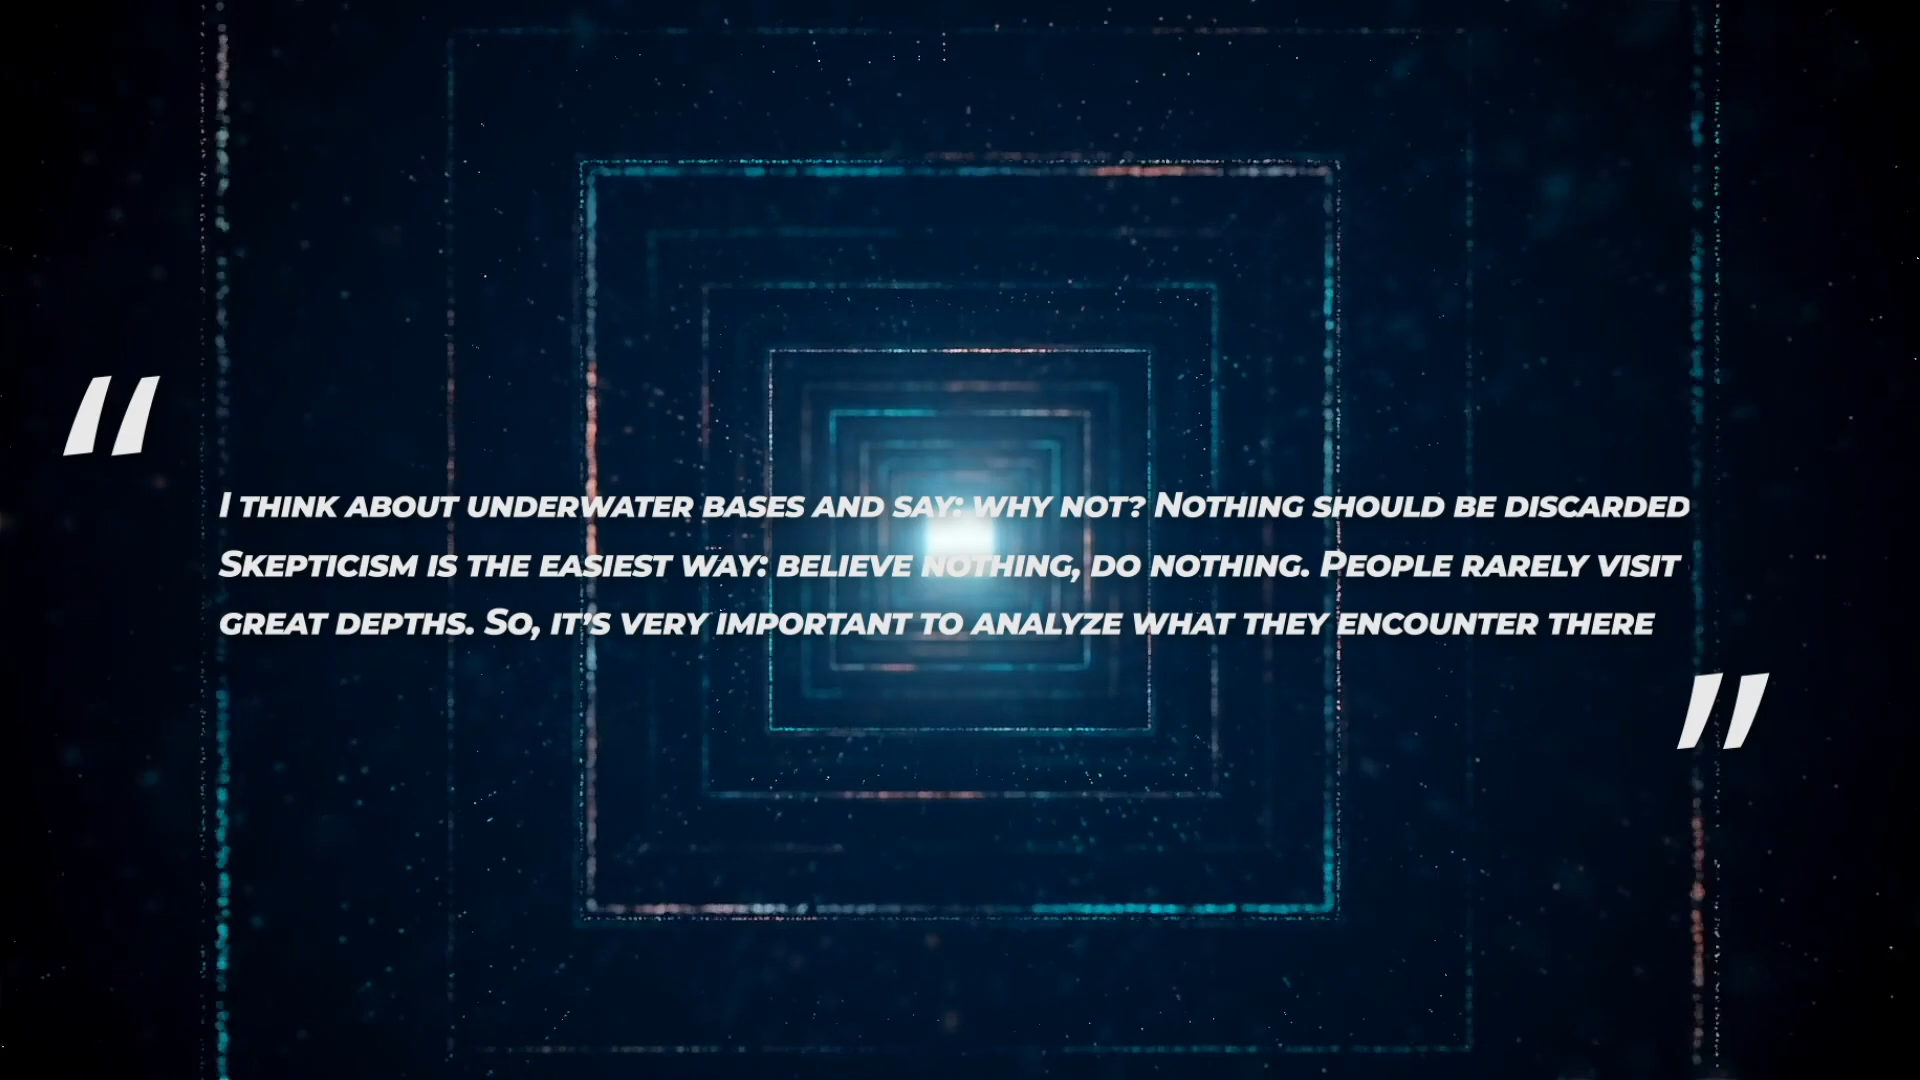 “
I THINK ABOUT UNDERWATER BASES AND SAY: WHY NOT? NOTHING SHOULD BE DISCARDED
SKEPTICISM IS THE EASIEST WAY: BELIEVE NOTHING, DO NOTHING. PEOPLE RARELY VISIT
GREAT DEPTHS. SO, IT’S VERY IMPORTANT TO ANALYZE WHAT THEY ENCOUNTER THERE
”